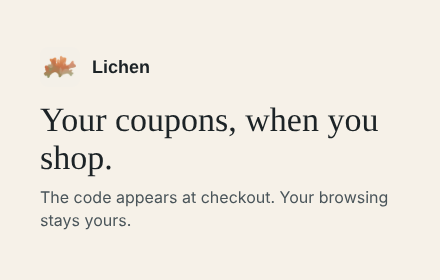 Lichen
Your coupons, when you
shop.
The code appears at checkout. Your browsing
stays yours.